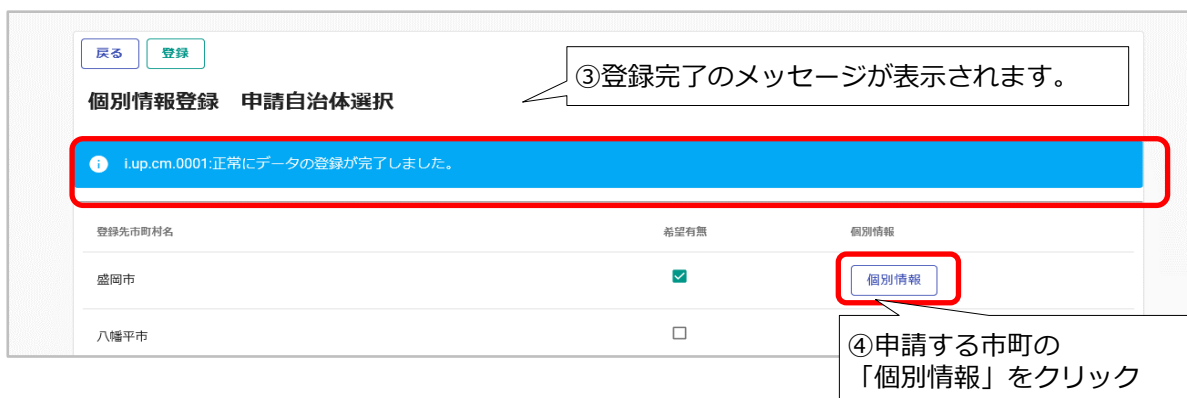 戻る 登録
③登録完了のメッセージが表示されます。
個別情報登録　申請自治体選択
i.up.cm.0001:正常にデータの登録が完了しました。
登録先市町村名 希望有無 個別情報
盛岡市 個別情報
八幡平市
④申請する市町の
「個別情報」をクリック